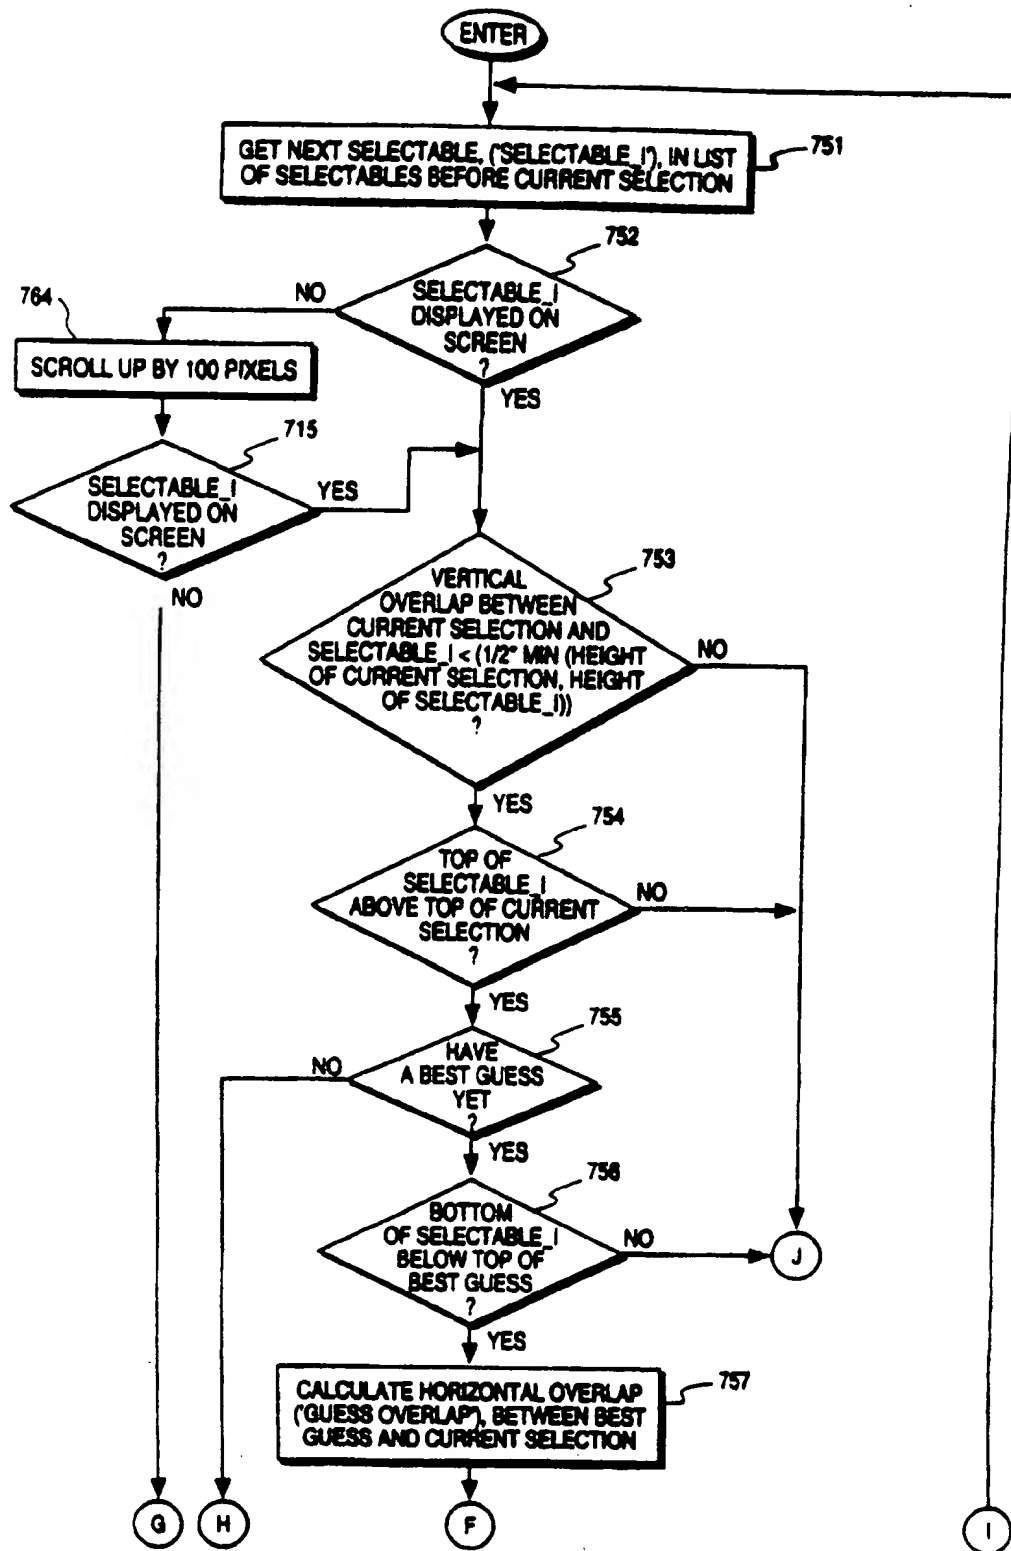 ENTER
GET NEXT SELECTABLE, ('SELECTABLE_I'), IN LIST
OF SELECTABLES BEFORE CURRENT SELECTION
751
752
SELECTABLE_I
DISPLAYED ON
SCREEN
?
NO
YES
764
SCROLL UP BY 100 PIXELS
715
SELECTABLE_I
DISPLAYED ON
SCREEN
?
YES
NO
753
VERTICAL
OVERLAP BETWEEN
CURRENT SELECTION AND
SELECTABLE_I < (1/2* MIN (HEIGHT
OF CURRENT SELECTION, HEIGHT
OF SELECTABLE_I))
?
NO
YES
754
TOP OF
SELECTABLE_I
ABOVE TOP OF CURRENT
SELECTION
?
NO
YES
755
HAVE
A BEST GUESS
YET
?
NO
YES
756
BOTTOM
OF SELECTABLE_I
BELOW TOP OF
BEST GUESS
?
NO
J
YES
757
CALCULATE HORIZONTAL OVERLAP
('GUESS OVERLAP'), BETWEEN BEST
GUESS AND CURRENT SELECTION
G
H
F
I